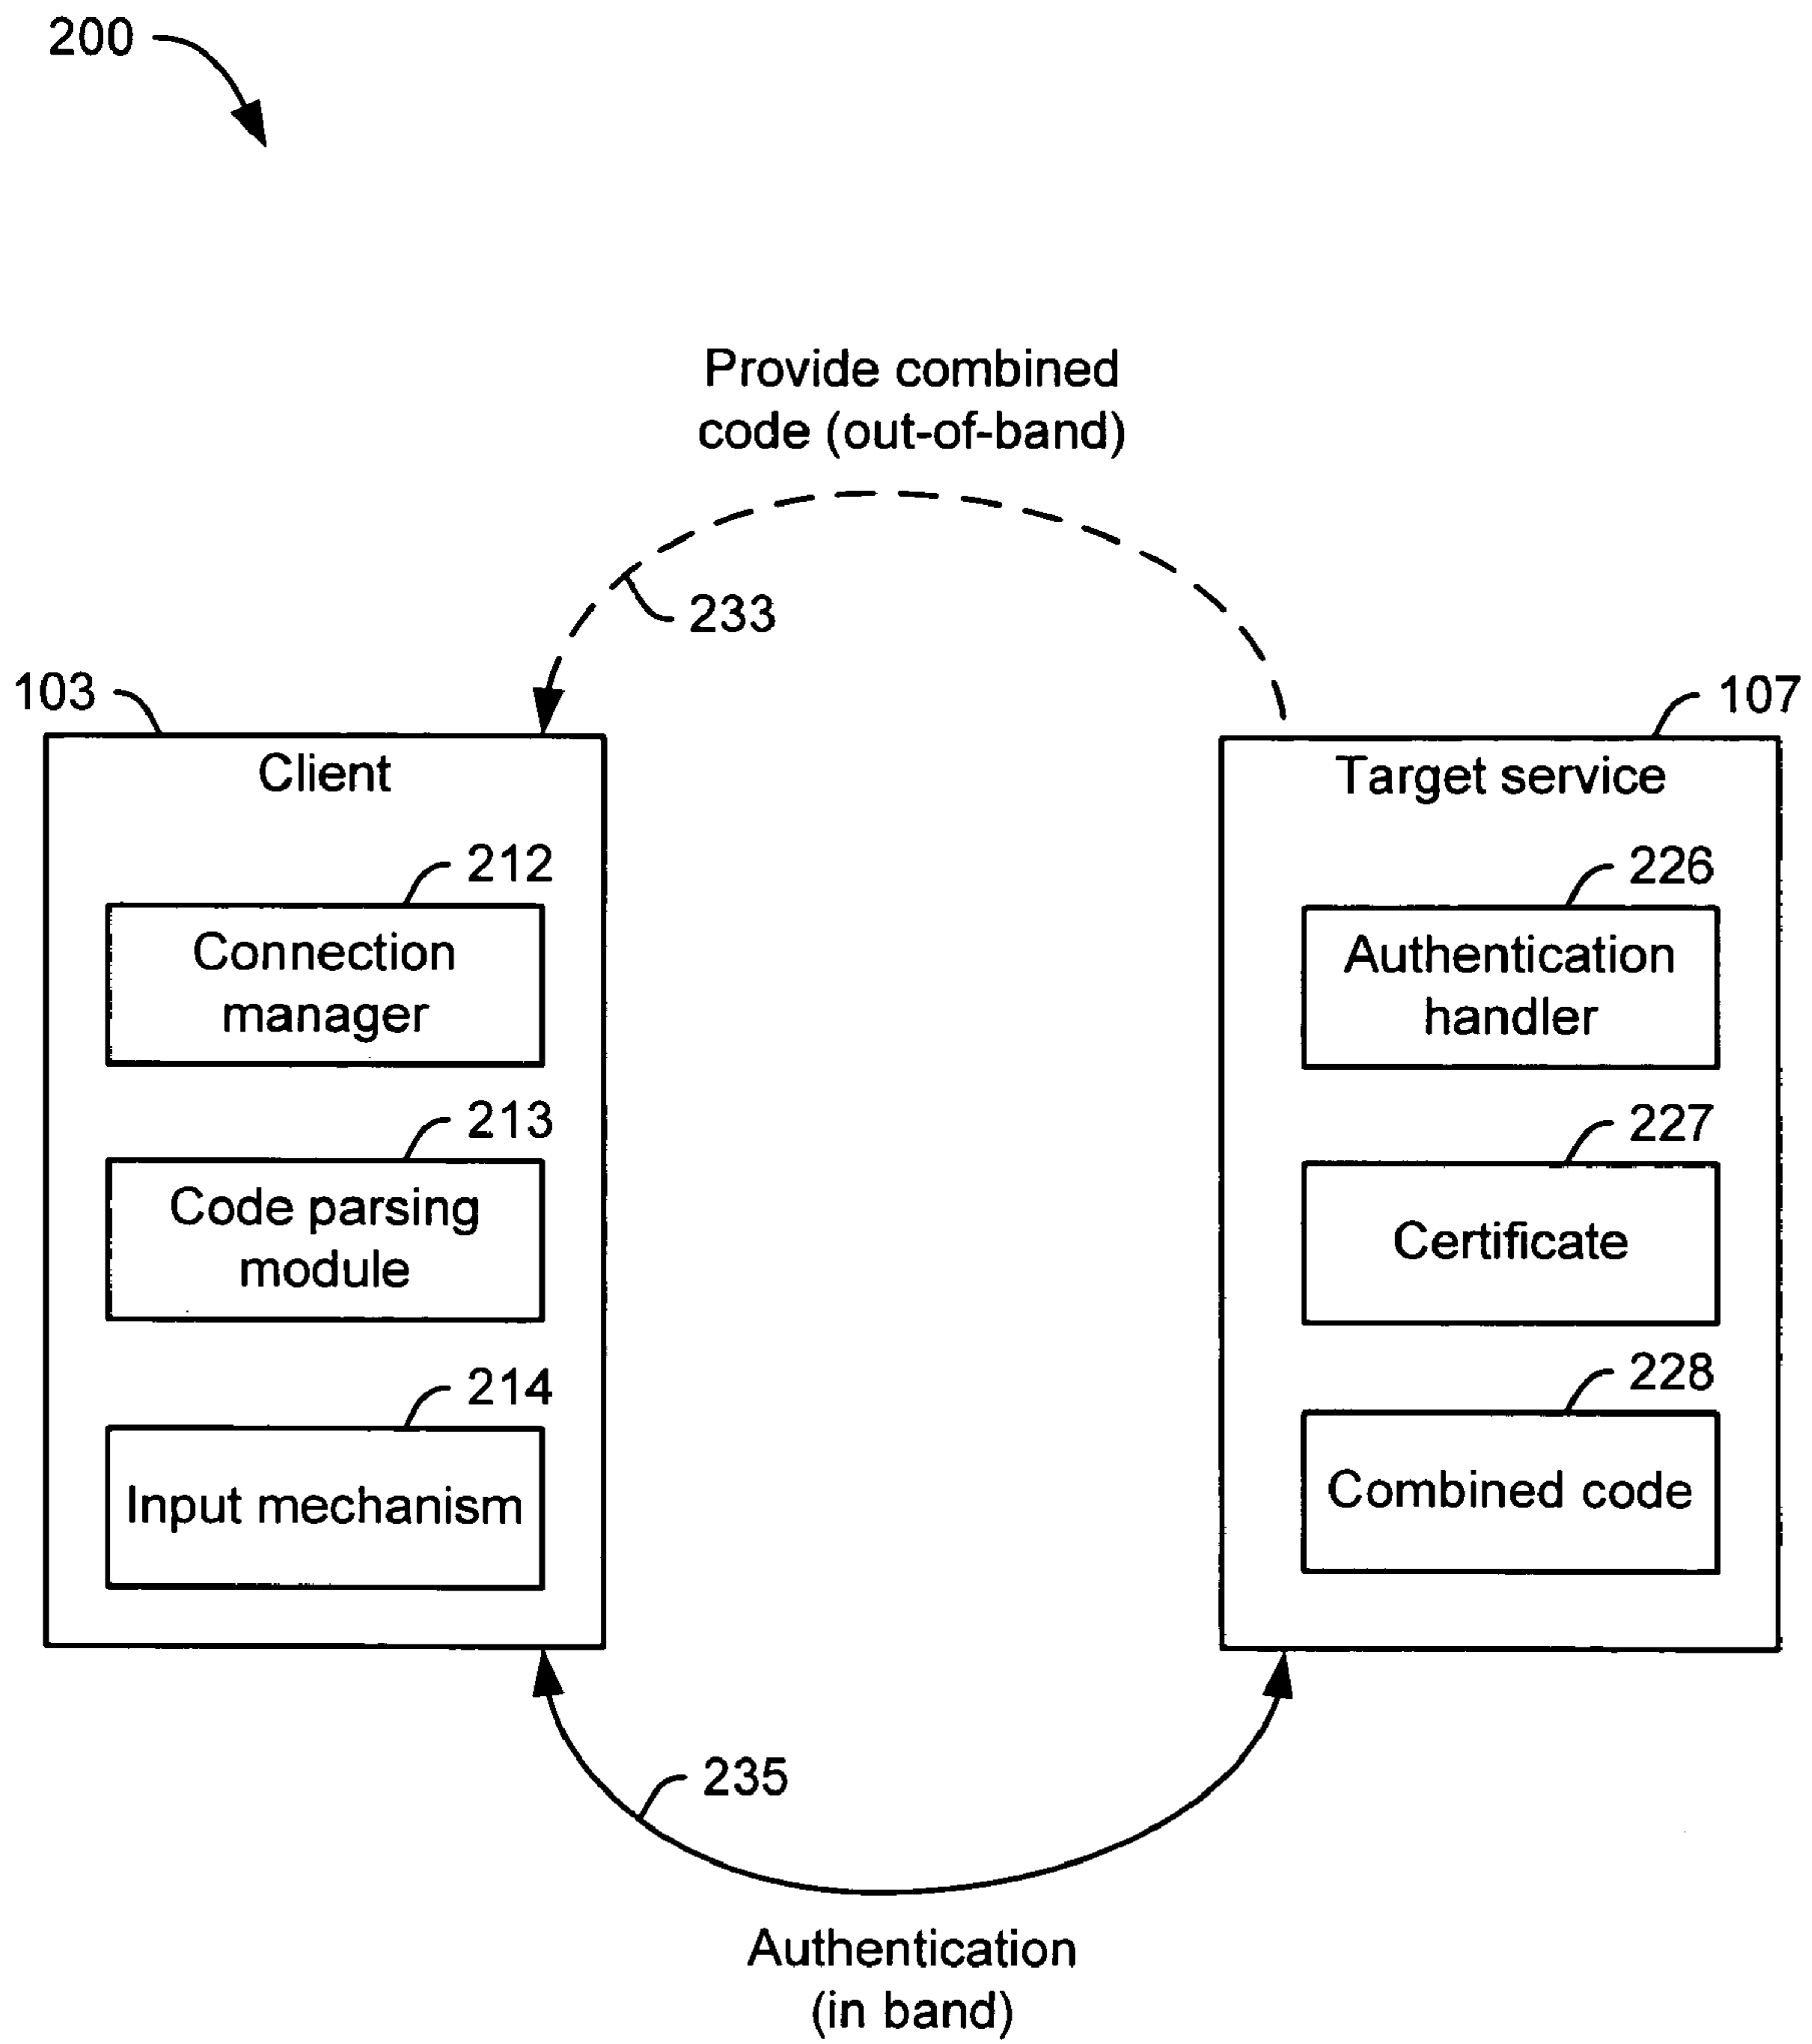 200
Provide combined
code (out-of-band)
233
103
107
Client
Target service
212
Connection
manager
226
Authentication
handler
213
Code parsing
module
227
Certificate
214
Input mechanism
228
Combined code
235
Authentication
(in band)